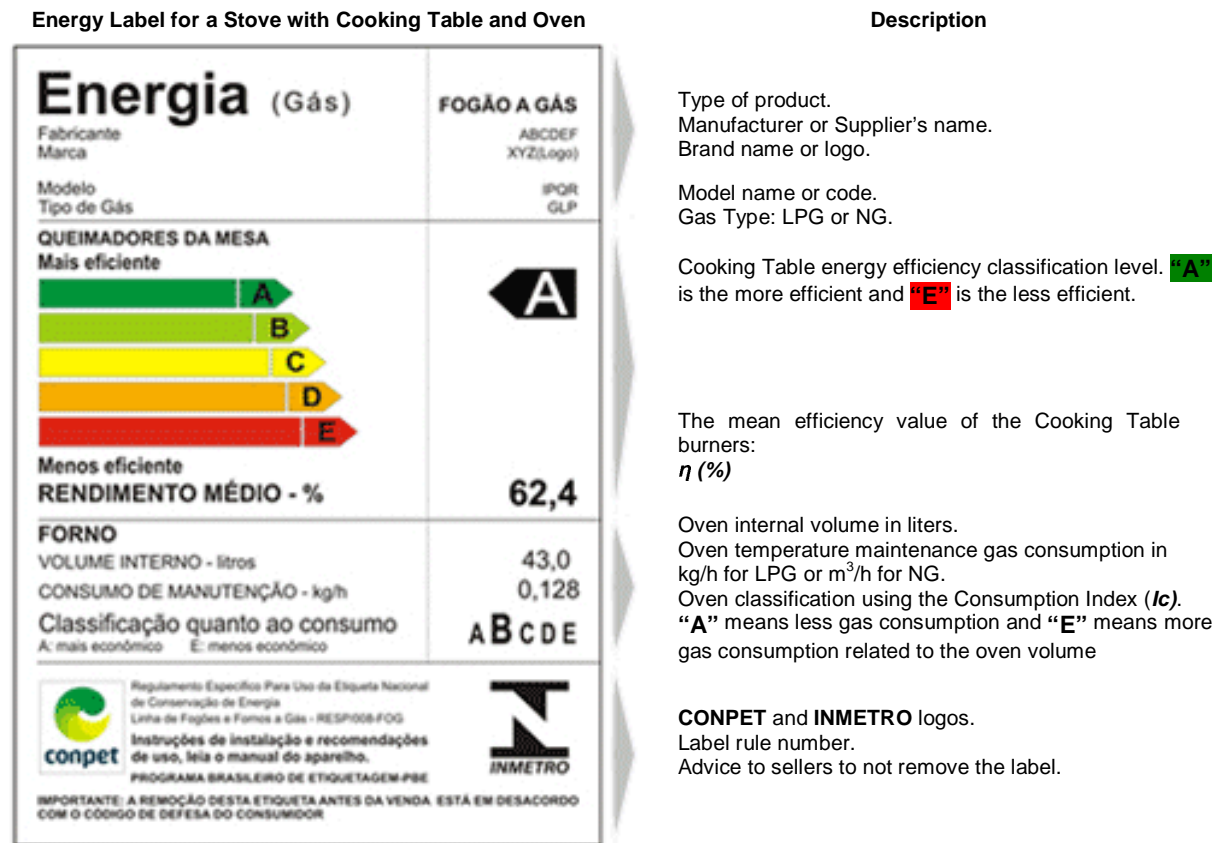 Energy Label for a Stove with Cooking Table and Oven
Description
Energia (Gás)
FOGÃO A GÁS
Fabricante
ABCDEF
Marca
XYZ(Logo)
Modelo
IPQR
Tipo de Gás
GLP
QUEIMADORES DA MESA
Mais eficiente
A
A
B
C
D
E
Menos eficiente
RENDIMENTO MÉDIO - %
62,4
FORNO
VOLUME INTERNO - litros
43,0
CONSUMO DE MANUTENÇÃO - kg/h
0,128
Classificação quanto ao consumo
A B C D E
A: mais econômico E: menos econômico
conpet
Regulamento Específico Para Uso da Etiqueta Nacional
de Conservação de Energia
Linha de Fogões e Fornos a Gás - RESP/008-FOG
Instruções de instalação e recomendações
de uso, leia o manual do aparelho.
PROGRAMA BRASILEIRO DE ETIQUETAGEM-PBE
INMETRO
IMPORTANTE: A REMOÇÃO DESTA ETIQUETA ANTES DA VENDA ESTÁ EM DESACORDO
COM O CÓDIGO DE DEFESA DO CONSUMIDOR
Type of product.
Manufacturer or Supplier's name.
Brand name or logo.
Model name or code.
Gas Type: LPG or NG.
Cooking Table energy efficiency classification level. “A”
is the more efficient and “E” is the less efficient.
The mean efficiency value of the Cooking Table
burners:
η (%)
Oven internal volume in liters.
Oven temperature maintenance gas consumption in
kg/h for LPG or m³/h for NG.
Oven classification using the Consumption Index (Ic).
“A” means less gas consumption and “E” means more
gas consumption related to the oven volume
CONPET and INMETRO logos.
Label rule number.
Advice to sellers to not remove the label.